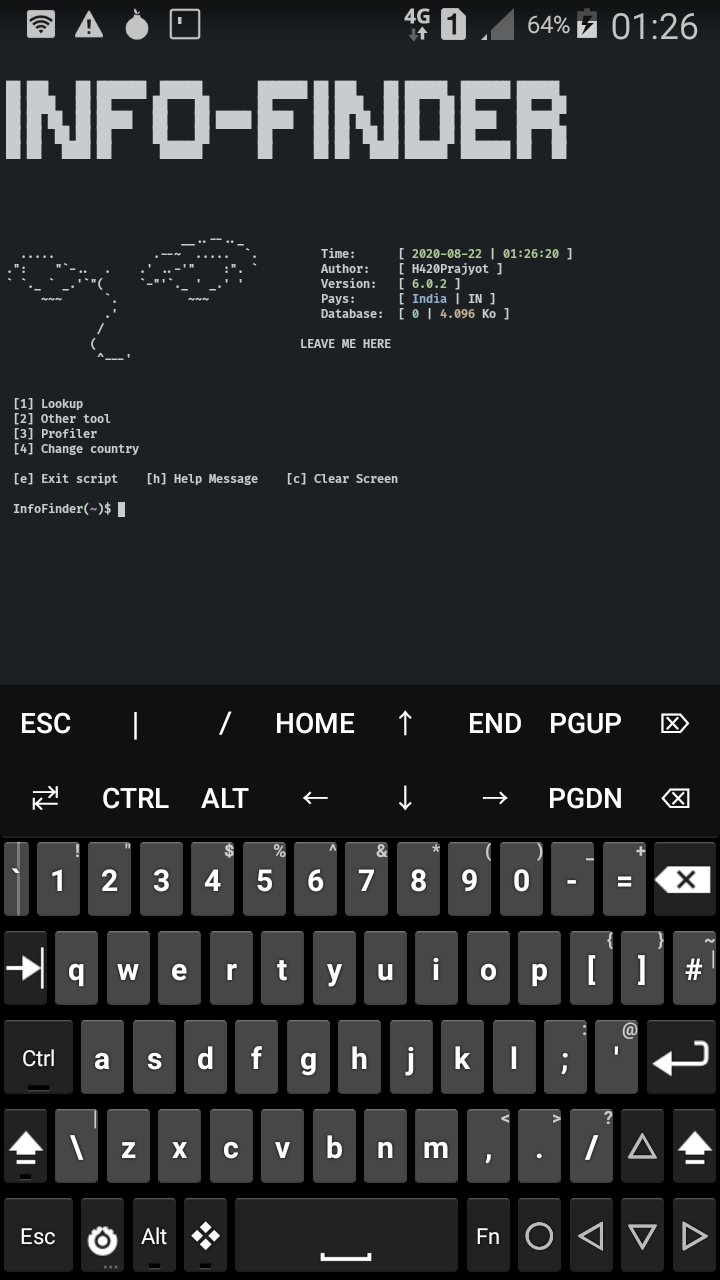 4G 1 64% 01:26
INFO-FINDER
Time: [ 2020-08-22 | 01:26:20 ]
Author: [ H420Prajyot ]
Version: [ 6.0.2 ]
Pays: [ India | IN ]
Database: [ 0 | 4.096 Ko ]
LEAVE ME HERE
[1] Lookup
[2] Other tool
[3] Profiler
[4] Change country
[e] Exit script [h] Help Message [c] Clear Screen
InfoFinder(~)$
ESC | / HOME ↑ END PGUP ⌦
⇄ CTRL ALT ← ↓ → PGDN ⌫
! " $ % ^ & * ( ) _ +
` 1 2 3 4 5 6 7 8 9 0 - =
{ } ~
q w e r t y u i o p [ ] # |
: @
Ctrl a s d f g h j k l ; '
| < > ?
\ z x c v b n m , . /
Esc Alt Fn